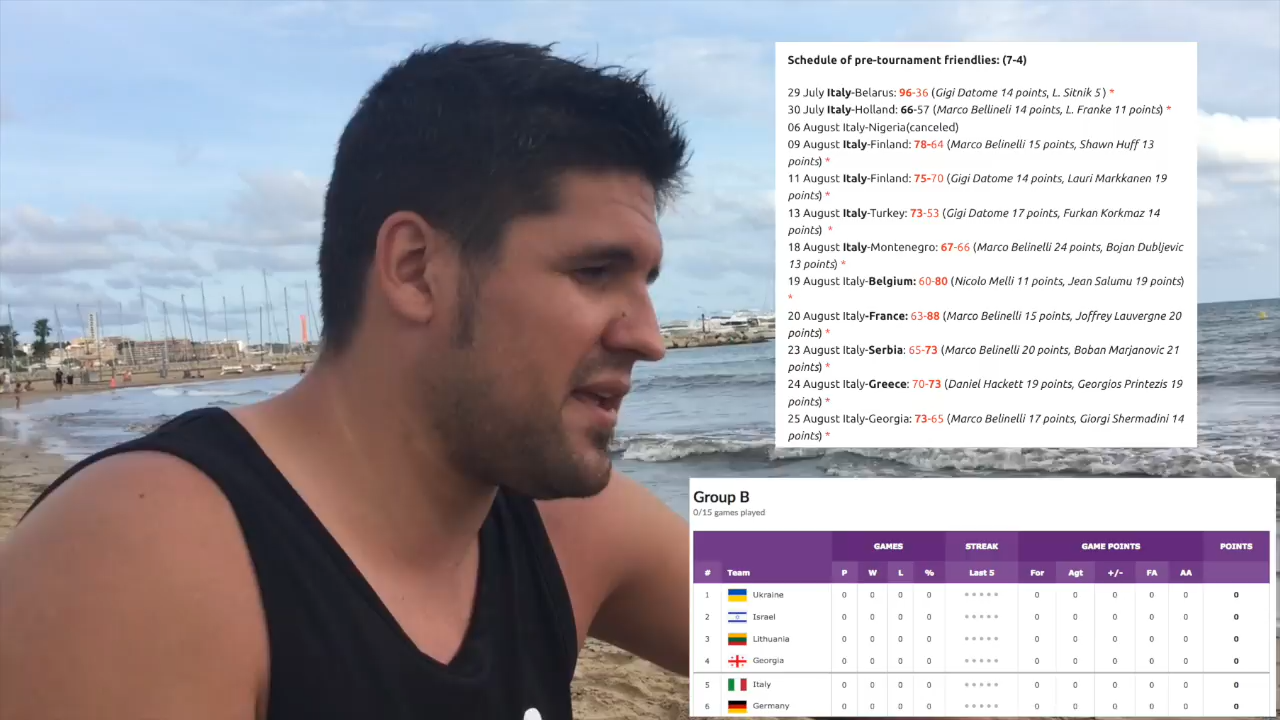 Schedule of pre-tournament friendlies: (7-4)
29 July Italy-Belarus: 96-36 (Gigi Datome 14 points, L. Sitnik 5 ) *
30 July Italy-Holland: 66-57 (Marco Bellineli 14 points, L. Franke 11 points) *
06 August Italy-Nigeria(canceled)
09 August Italy-Finland: 78-64 (Marco Belinelli 15 points, Shawn Huff 13
points) *
11 August Italy-Finland: 75-70 (Gigi Datome 14 points, Lauri Markkanen 19
points) *
13 August Italy-Turkey: 73-53 (Gigi Datome 17 points, Furkan Korkmaz 14
points) *
18 August Italy-Montenegro: 67-66 (Marco Belinelli 24 points, Bojan Dubljevic
13 points) *
19 August Italy-Belgium: 60-80 (Nicolo Melli 11 points, Jean Salumu 19 points)
*
20 August Italy-France: 63-88 (Marco Belinelli 15 points, Joffrey Lauvergne 20
points) *
23 August Italy-Serbia: 65-73 (Marco Belinelli 20 points, Boban Marjanovic 21
points) *
24 August Italy-Greece: 70-73 (Daniel Hackett 19 points, Georgios Printezis 19
points) *
25 August Italy-Georgia: 73-65 (Marco Belinelli 17 points, Giorgi Shermadini 14
points) *
Group B
0/15 games played
GAMES STREAK GAME POINTS POINTS
# Team P W L % Last 5 For Agt +/- FA AA
1 Ukraine 0 0 0 0 0 0 0 0 0 0
2 Israel 0 0 0 0 0 0 0 0 0 0
3 Lithuania 0 0 0 0 0 0 0 0 0 0
4 Georgia 0 0 0 0 0 0 0 0 0 0
5 Italy 0 0 0 0 0 0 0 0 0 0
6 Germany 0 0 0 0 0 0 0 0 0 0